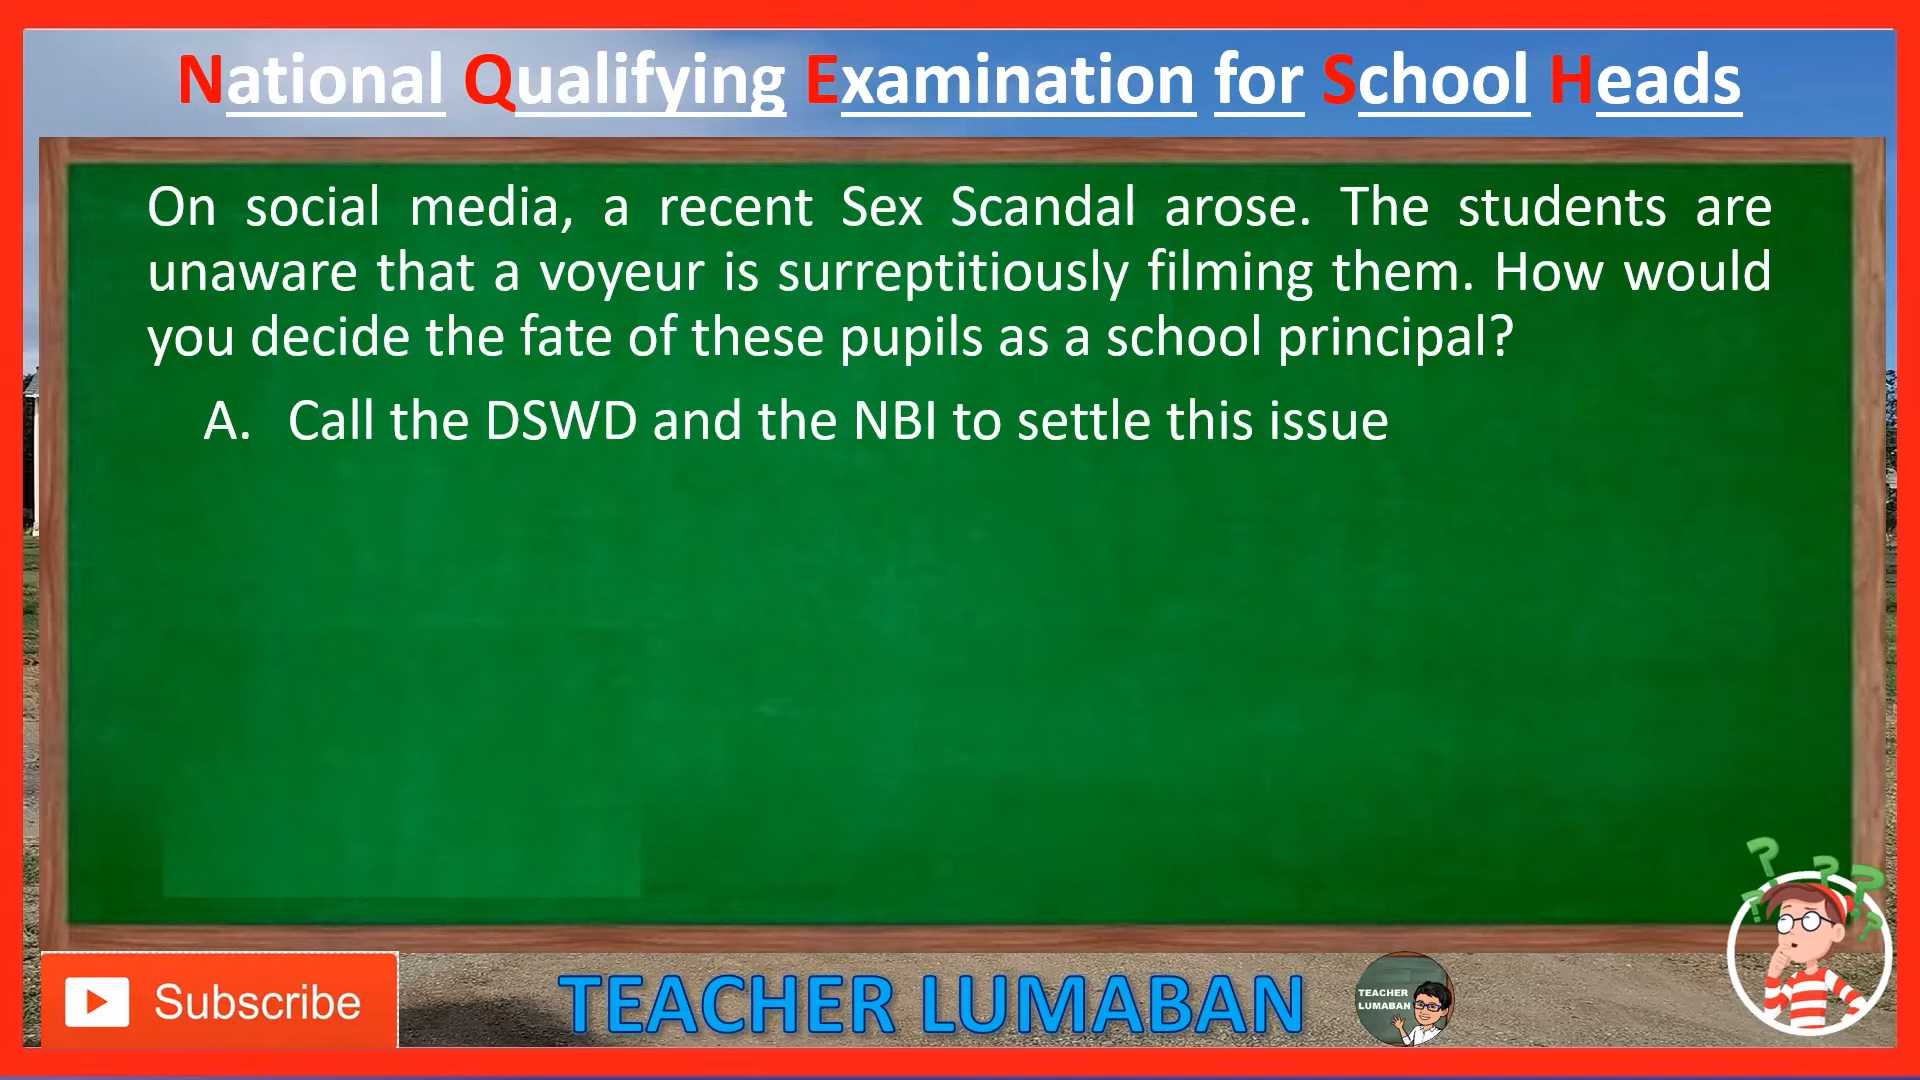 National Qualifying Examination for School Heads
On social media, a recent Sex Scandal arose. The students are
unaware that a voyeur is surreptitiously filming them. How would
you decide the fate of these pupils as a school principal?
A. Call the DSWD and the NBI to settle this issue
Subscribe
TEACHER LUMABAN
TEACHER
LUMABAN